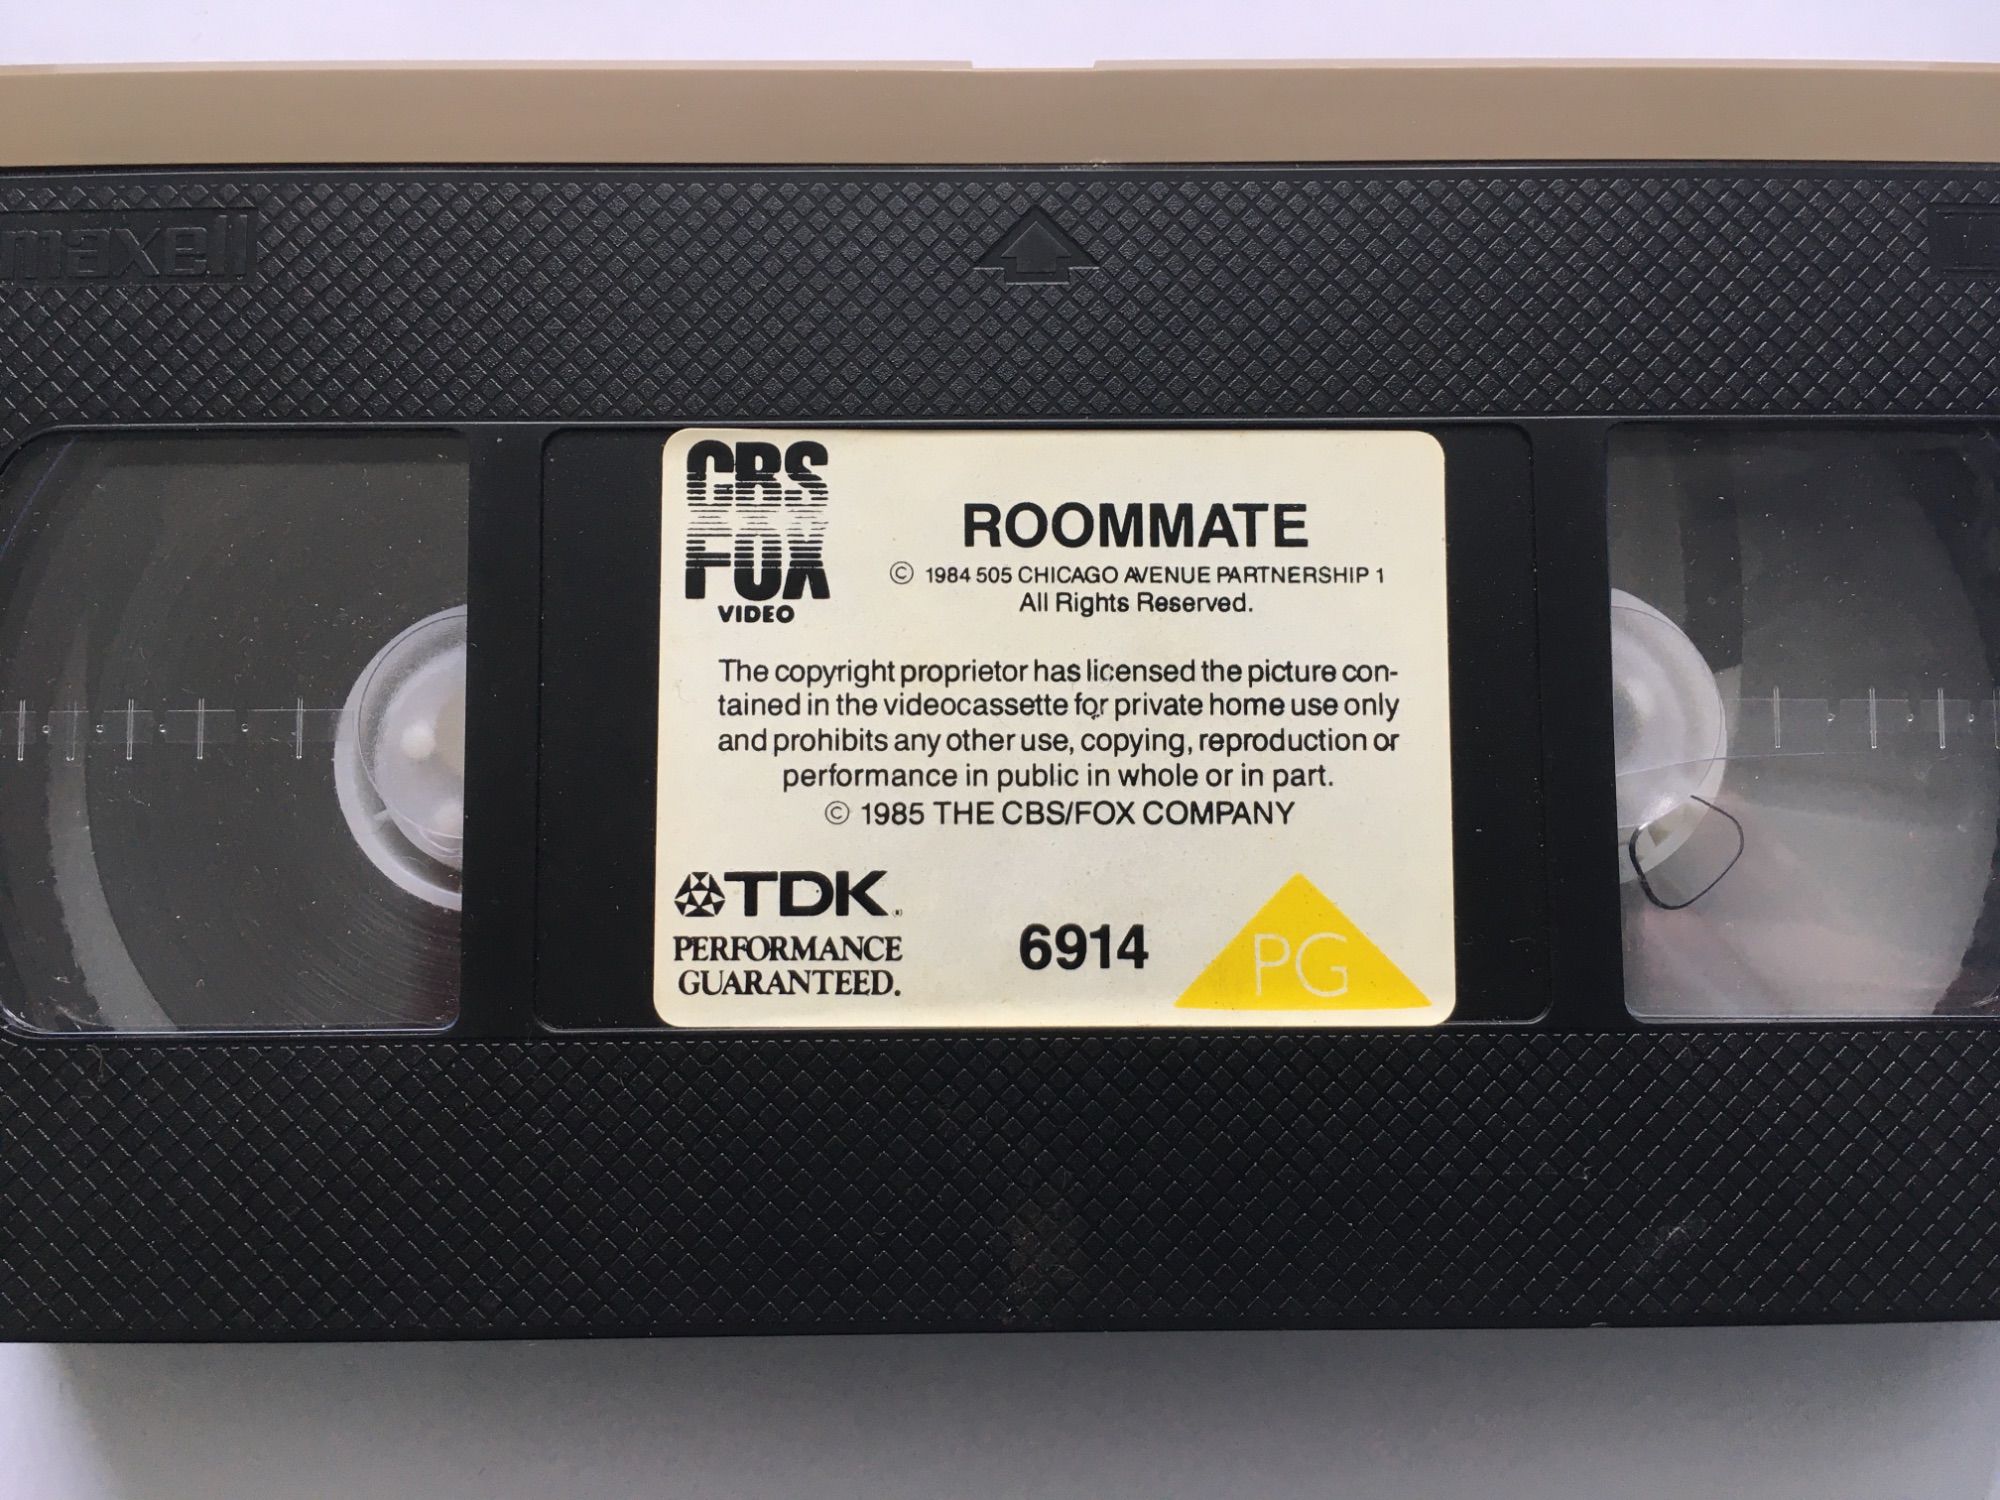 maxell
CBS
FOX
VIDEO
ROOMMATE
© 1984 505 CHICAGO AVENUE PARTNERSHIP 1
All Rights Reserved.
The copyright proprietor has licensed the picture con-
tained in the videocassette for private home use only
and prohibits any other use, copying, reproduction or
performance in public in whole or in part.
© 1985 THE CBS/FOX COMPANY
TDK®
PERFORMANCE
GUARANTEED.
6914
PG